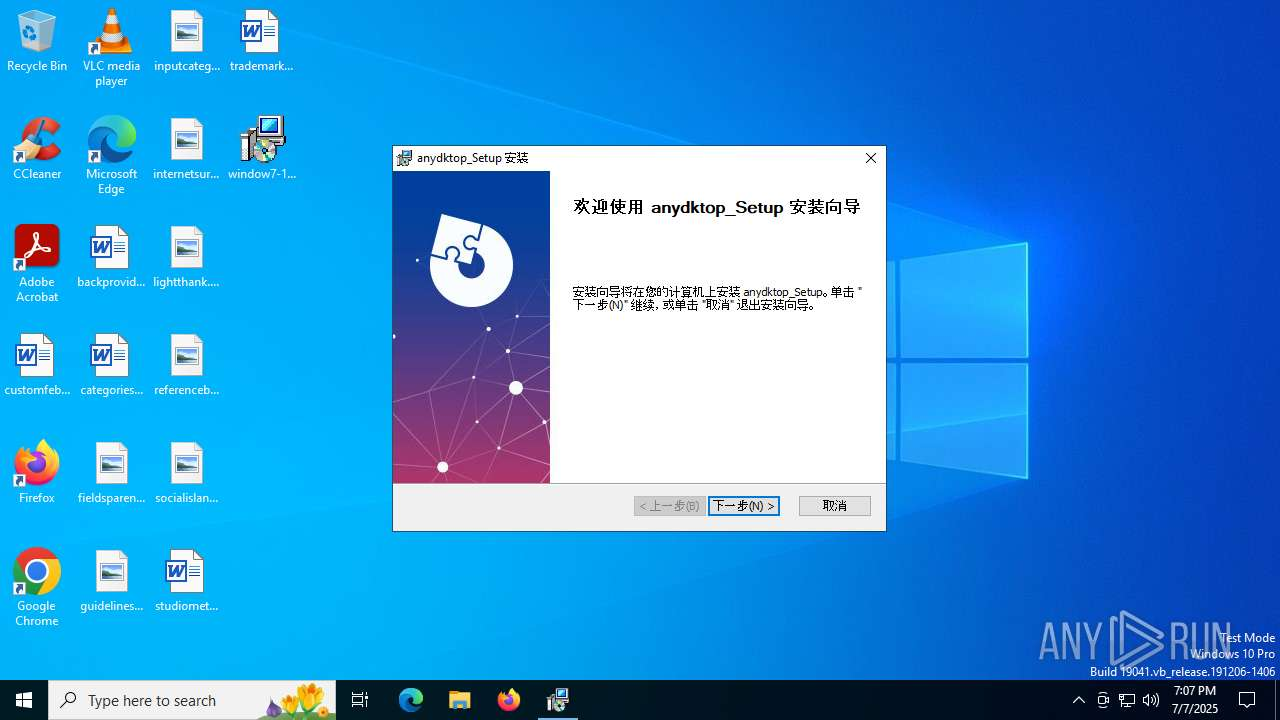 Recycle Bin
VLC media player
inputcateg...
trademark...
CCleaner
Microsoft Edge
internetsur...
window7-1...
Adobe Acrobat
backprovid...
lightthank....
customfeb...
categories...
referenceb...
Firefox
fieldsparen...
socialislan...
Google Chrome
guidelines...
studiomet...
anydktop_Setup 安装
欢迎使用 anydktop_Setup 安装向导
安装向导将在您的计算机上安装 anydktop_Setup。单击 "
下一步(N)" 继续，或单击 "取消" 退出安装向导。
< 上一步(B)
下一步(N) >
取消
ANY RUN
Test Mode
Windows 10 Pro
Build 19041.vb_release.191206-1406
Type here to search
7:07 PM
7/7/2025